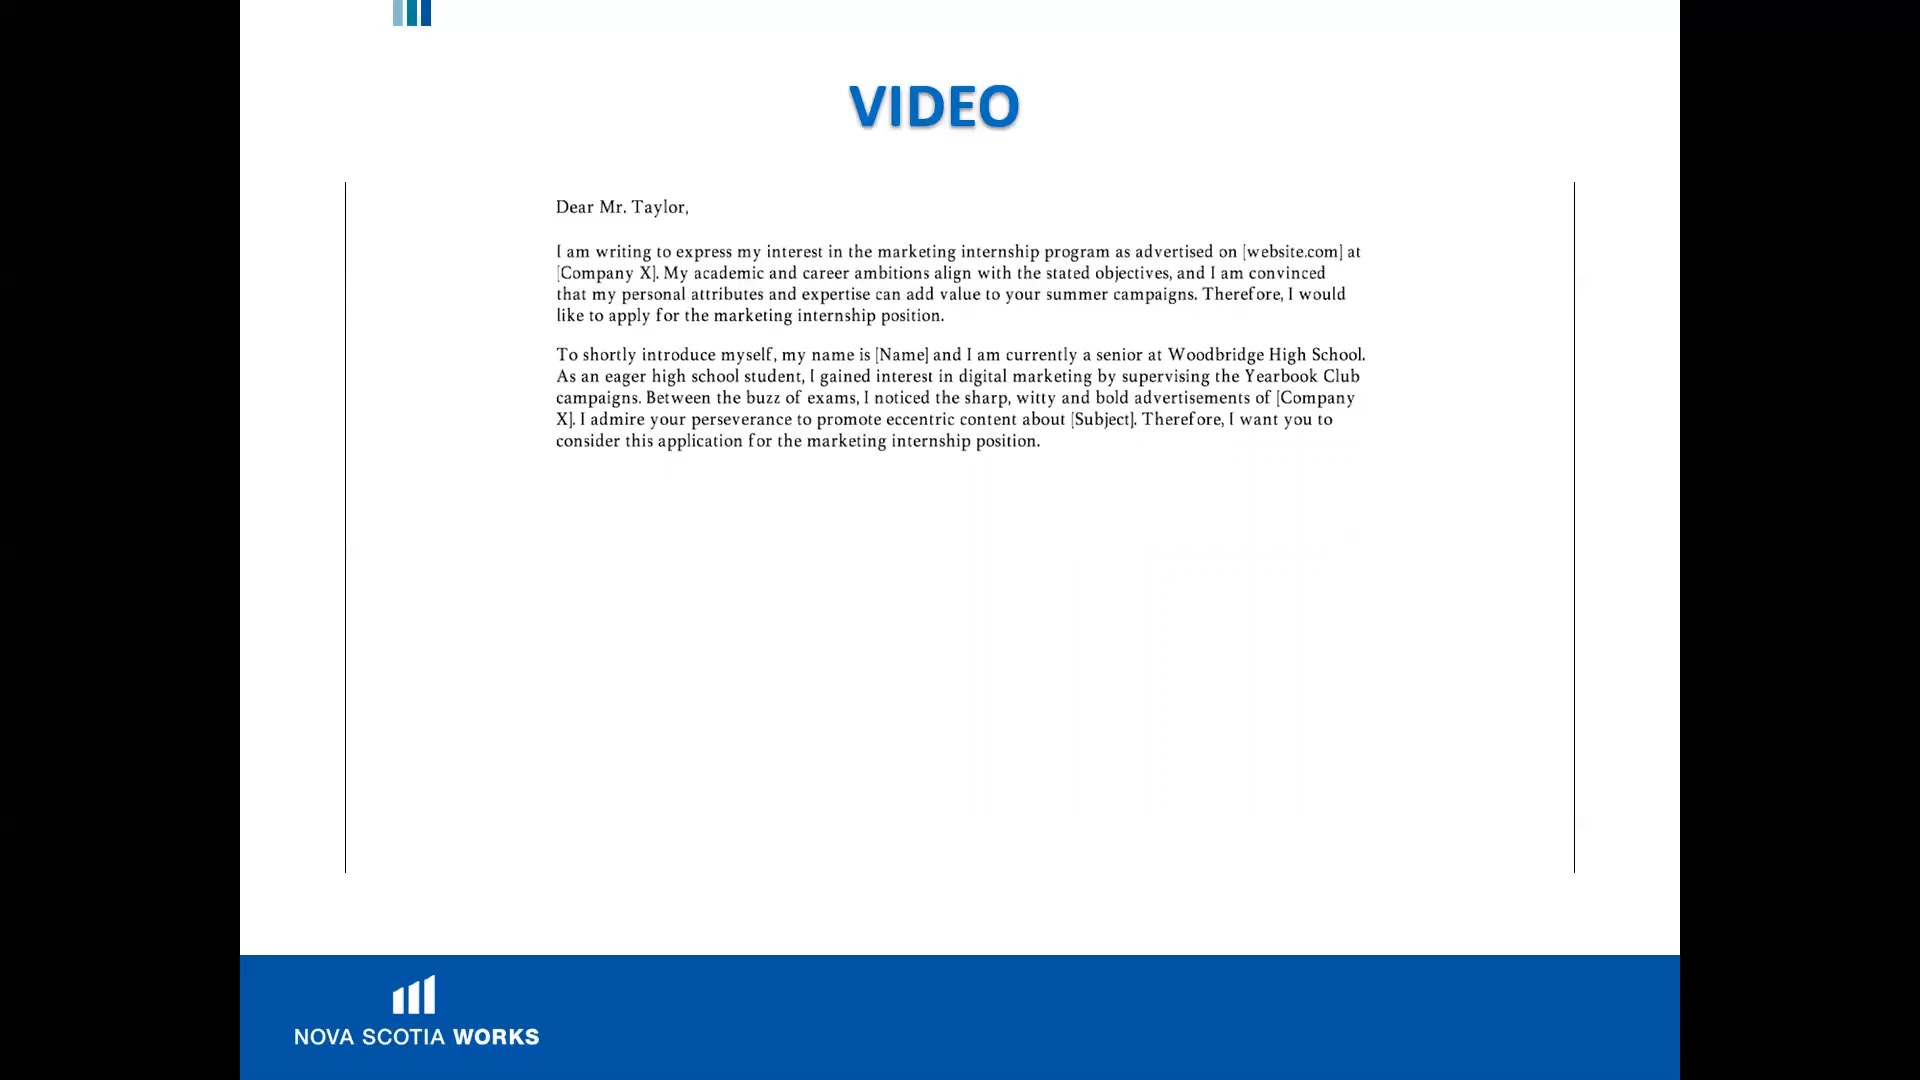 VIDEO
Dear Mr. Taylor,
I am writing to express my interest in the marketing internship program as advertised on [website.com] at
[Company X]. My academic and career ambitions align with the stated objectives, and I am convinced
that my personal attributes and expertise can add value to your summer campaigns. Therefore, I would
like to apply for the marketing internship position.
To shortly introduce myself, my name is [Name] and I am currently a senior at Woodbridge High School.
As an eager high school student, I gained interest in digital marketing by supervising the Yearbook Club
campaigns. Between the buzz of exams, I noticed the sharp, witty and bold advertisements of [Company
X]. I admire your perseverance to promote eccentric content about [Subject]. Therefore, I want you to
consider this application for the marketing internship position.
NOVA SCOTIA WORKS